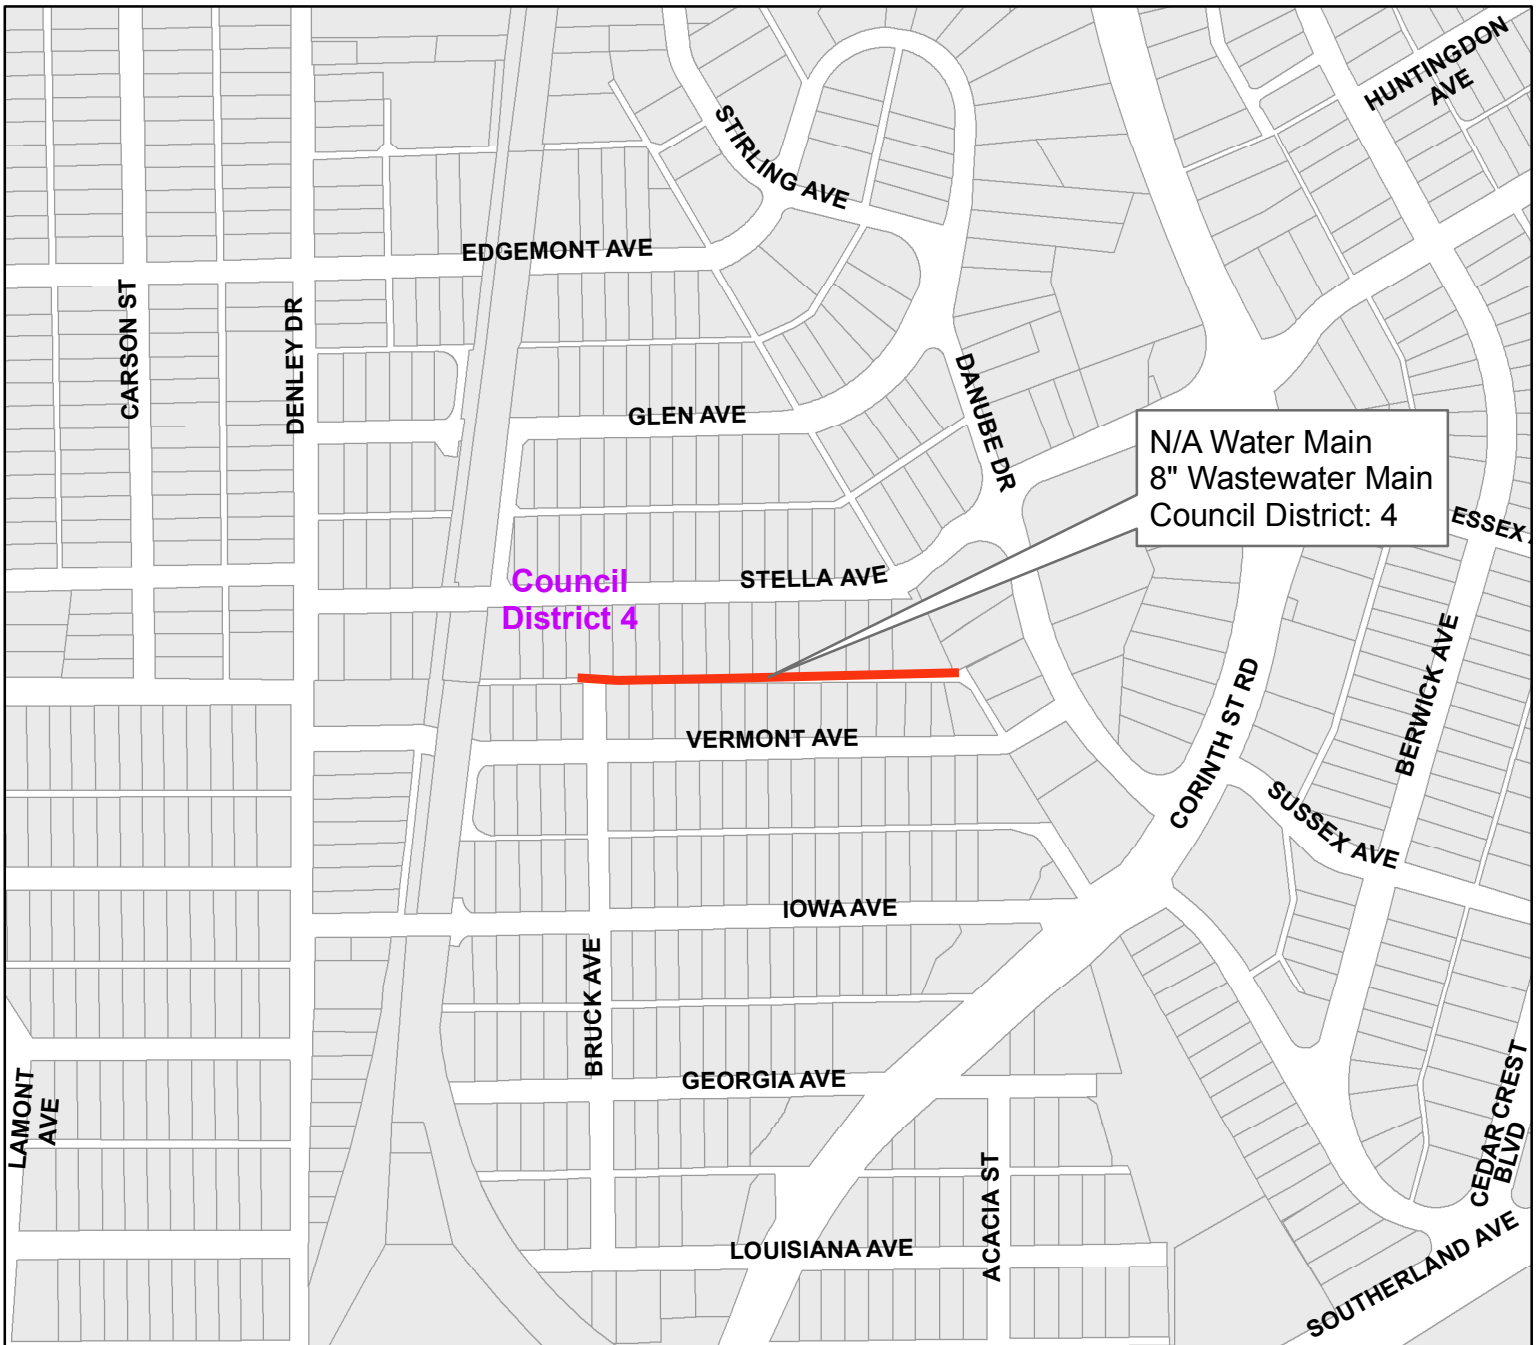 HUNTINGDON
AVE
STIRLING AVE
EDGEMONT AVE
CARSON ST
DENLEY DR
GLEN AVE
DANUBE DR
N/A Water Main
8" Wastewater Main
Council District: 4
ESSEX
STELLA AVE
Council
District 4
BERWICK AVE
CORINTH ST RD
VERMONT AVE
SUSSEX AVE
IOWA AVE
BRUCK AVE
GEORGIA AVE
LAMONT
AVE
CEDAR CREST
BLVD
ACACIA ST
LOUISIANA AVE
SOUTHERLAND AVE